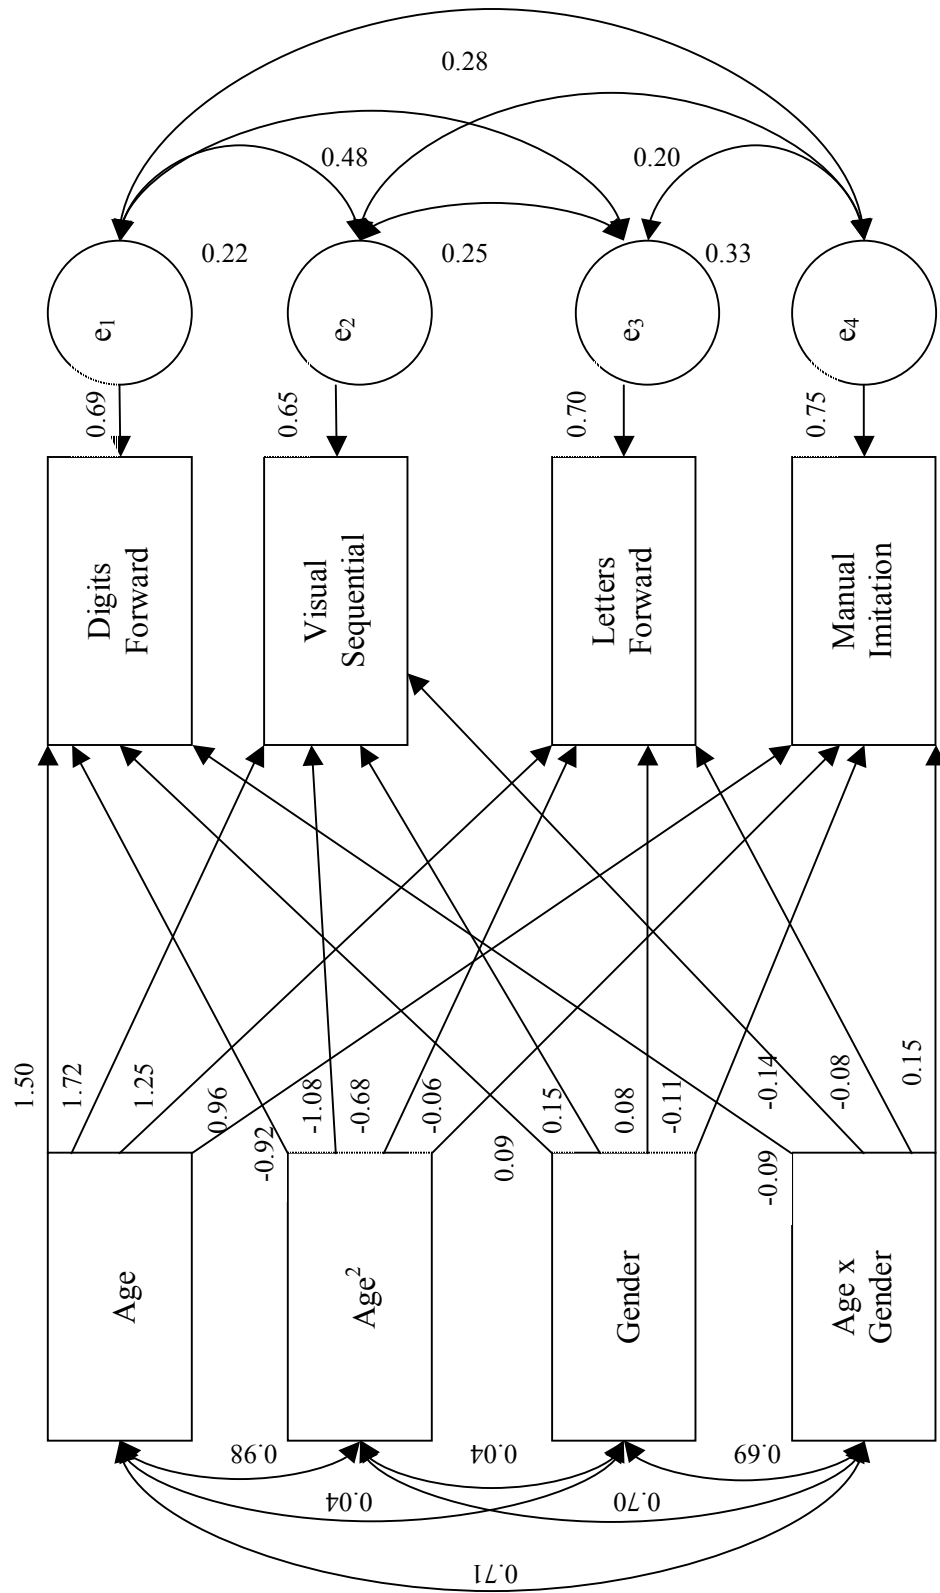 0.28
0.48
0.20
0.22
0.25
0.33
e1
e2
e3
e4
0.69
0.65
0.70
0.75
Digits
Forward
Visual
Sequential
Letters
Forward
Manual
Imitation
1.50
1.72
1.25
0.96
-0.92
-1.08
-0.68
-0.06
0.09
0.15
0.08
-0.11
-0.09
-0.14
-0.08
0.15
Age
Age²
Gender
Age x
Gender
0.98
0.04
0.69
0.04
0.70
0.71